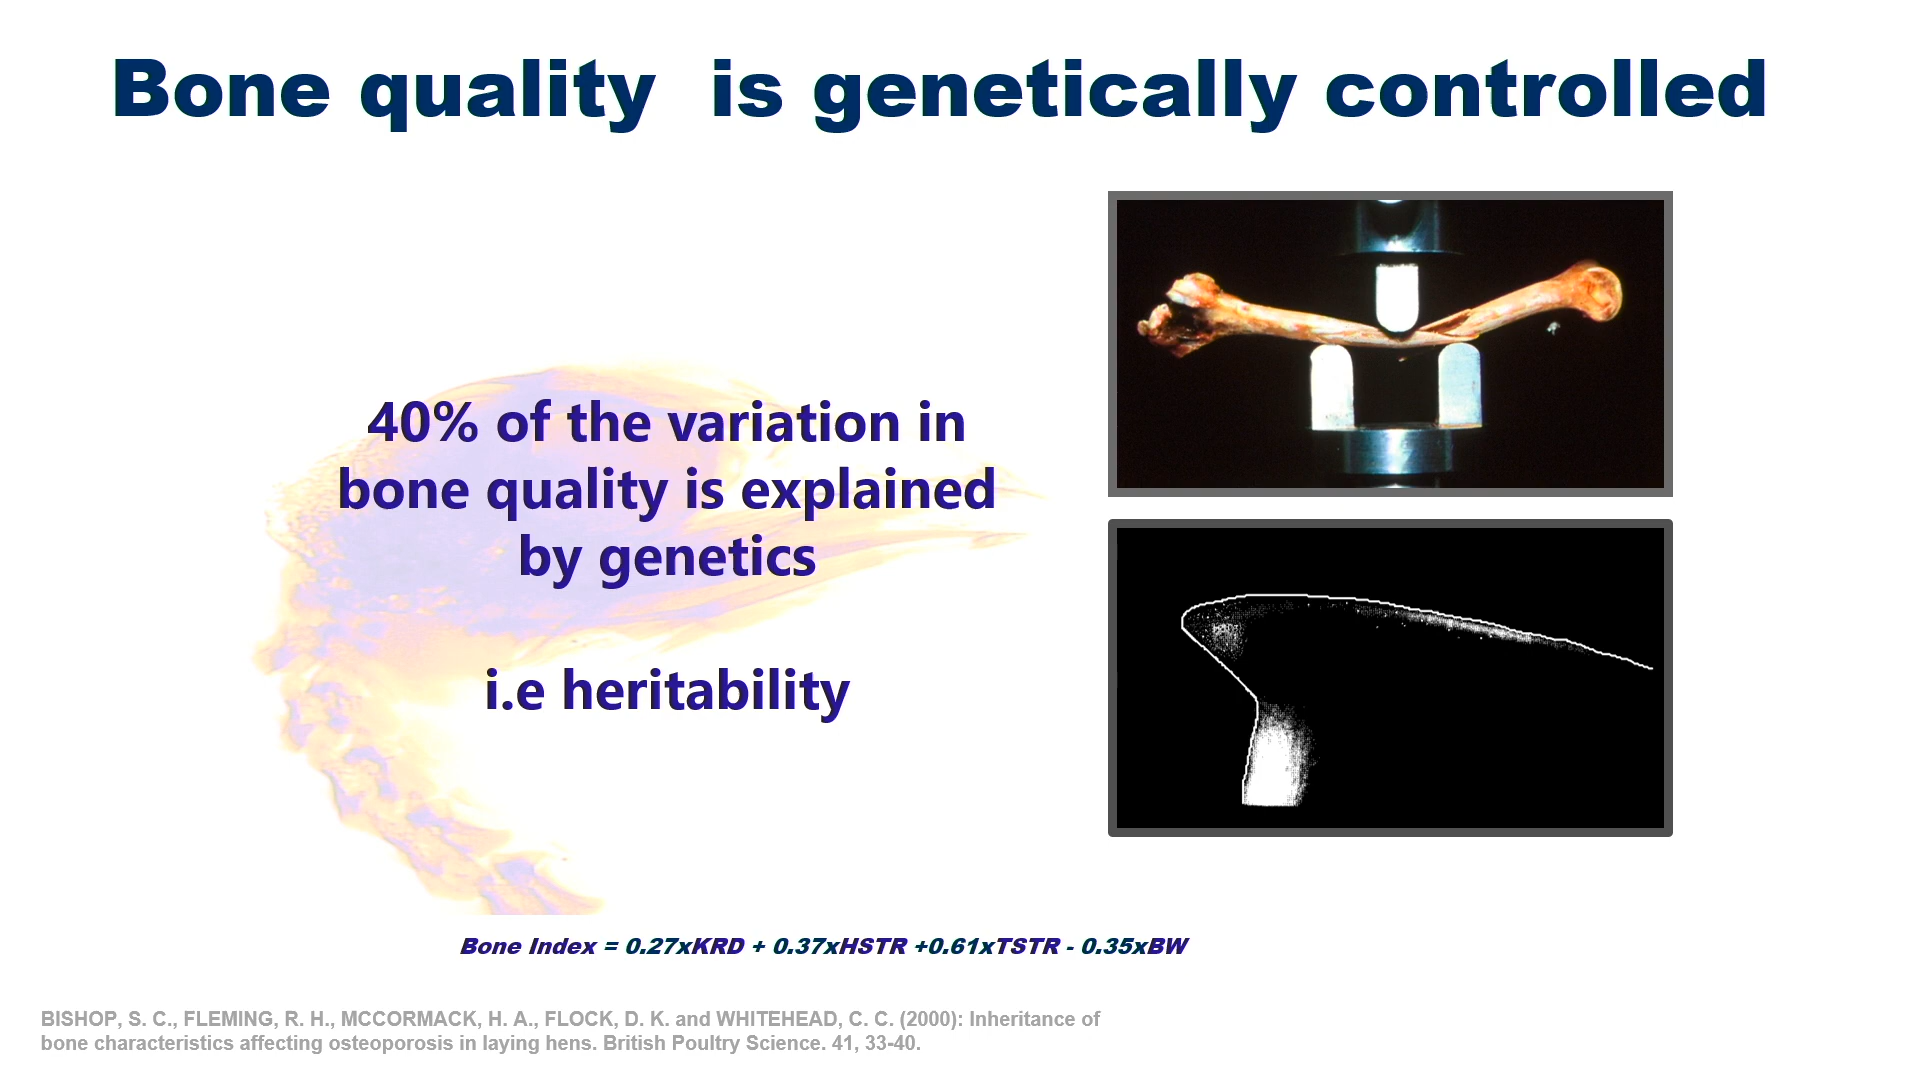 Bone quality  is genetically controlled
40% of the variation in
bone quality is explained
by genetics
i.e heritability
Bone Index = 0.27xKRD + 0.37xHSTR +0.61xTSTR - 0.35xBW
BISHOP, S. C., FLEMING, R. H., MCCORMACK, H. A., FLOCK, D. K. and WHITEHEAD, C. C. (2000): Inheritance of
bone characteristics affecting osteoporosis in laying hens. British Poultry Science. 41, 33-40.